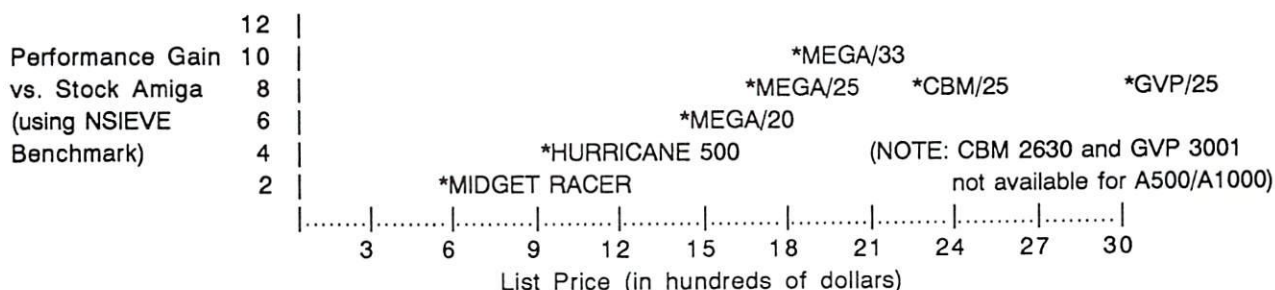 12 |
Performance Gain 10 | *MEGA/33
vs. Stock Amiga 8 | *MEGA/25 *CBM/25 *GVP/25
(using NSIEVE 6 | *MEGA/20
Benchmark) 4 | *HURRICANE 500 (NOTE: CBM 2630 and GVP 3001
2 | *MIDGET RACER not available for A500/A1000)
|........|.........|.........|.........|.........|.........|.........|.........|.........|.........|
3 6 9 12 15 18 21 24 27 30
List Price (in hundreds of dollars)